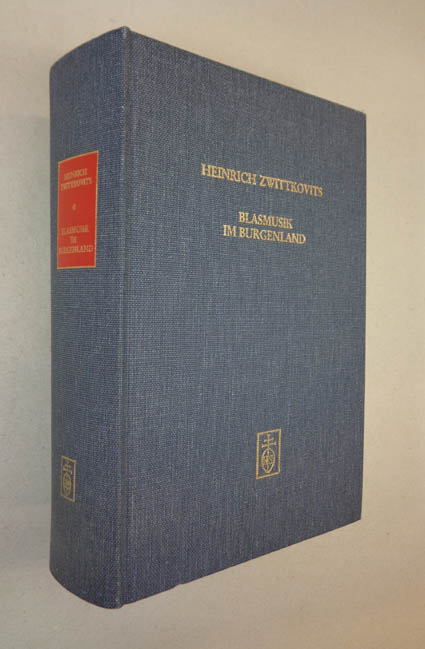 HEINRICH
ZWITTKOVITS
BLASMUSIK
IM
BURGENLAND
HEINRICH ZWITTKOVITS
BLASMUSIK
IM BURGENLAND